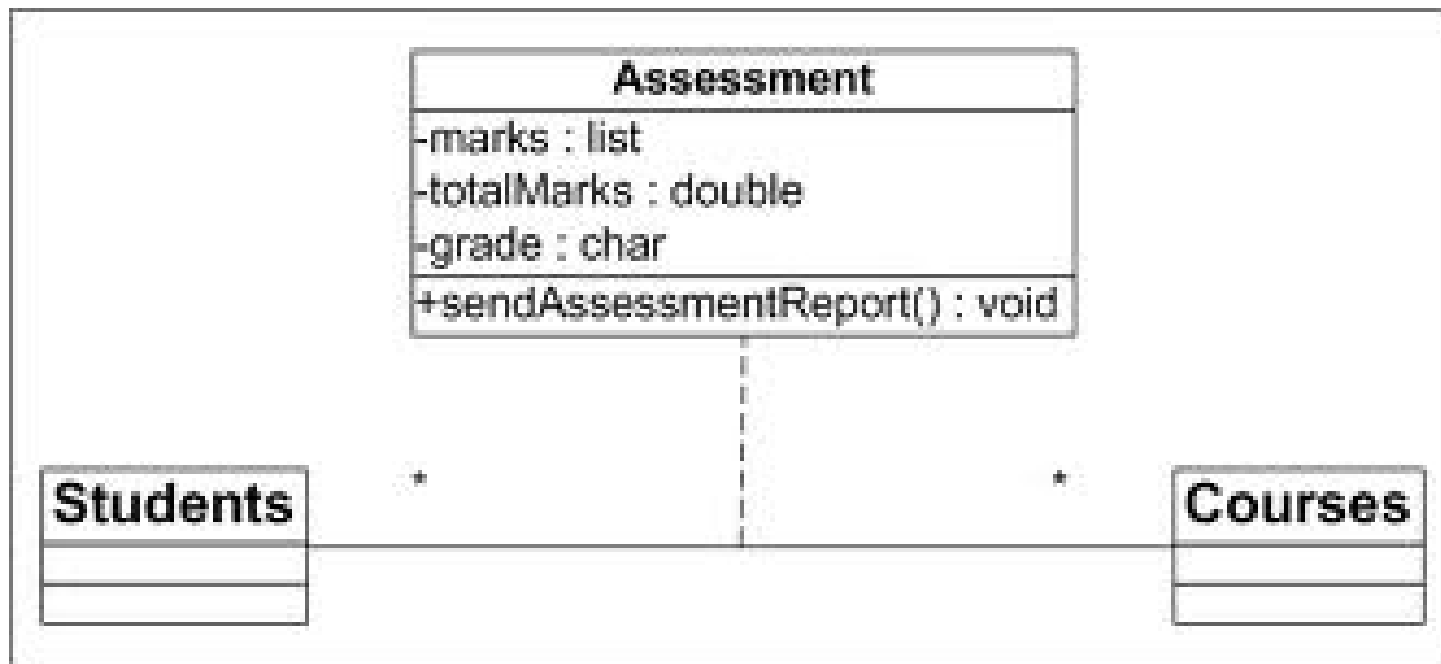 Assessment
-marks : list
-totalMarks : double
-grade : char
+sendAssessmentReport() : void
* *
Students Courses